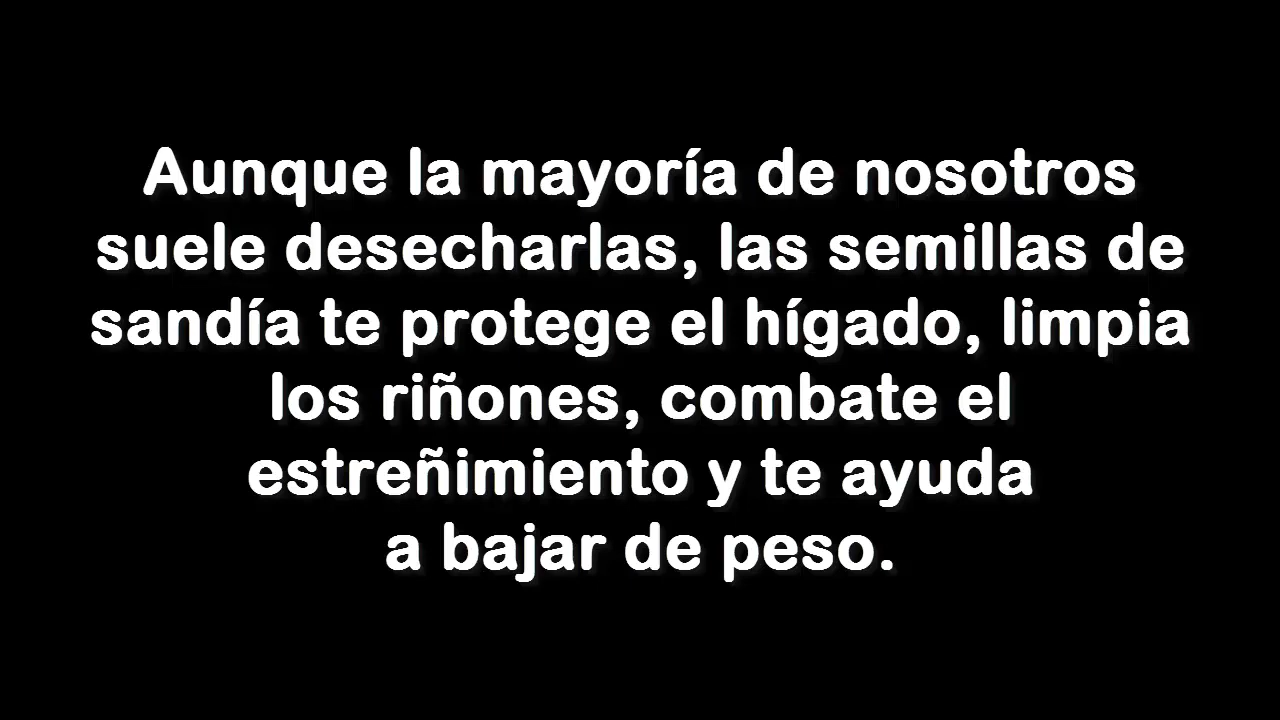 Aunque la mayoría de nosotros
suele desecharlas, las semillas de
sandía te protege el hígado, limpia
los riñones, combate el
estreñimiento y te ayuda
a bajar de peso.